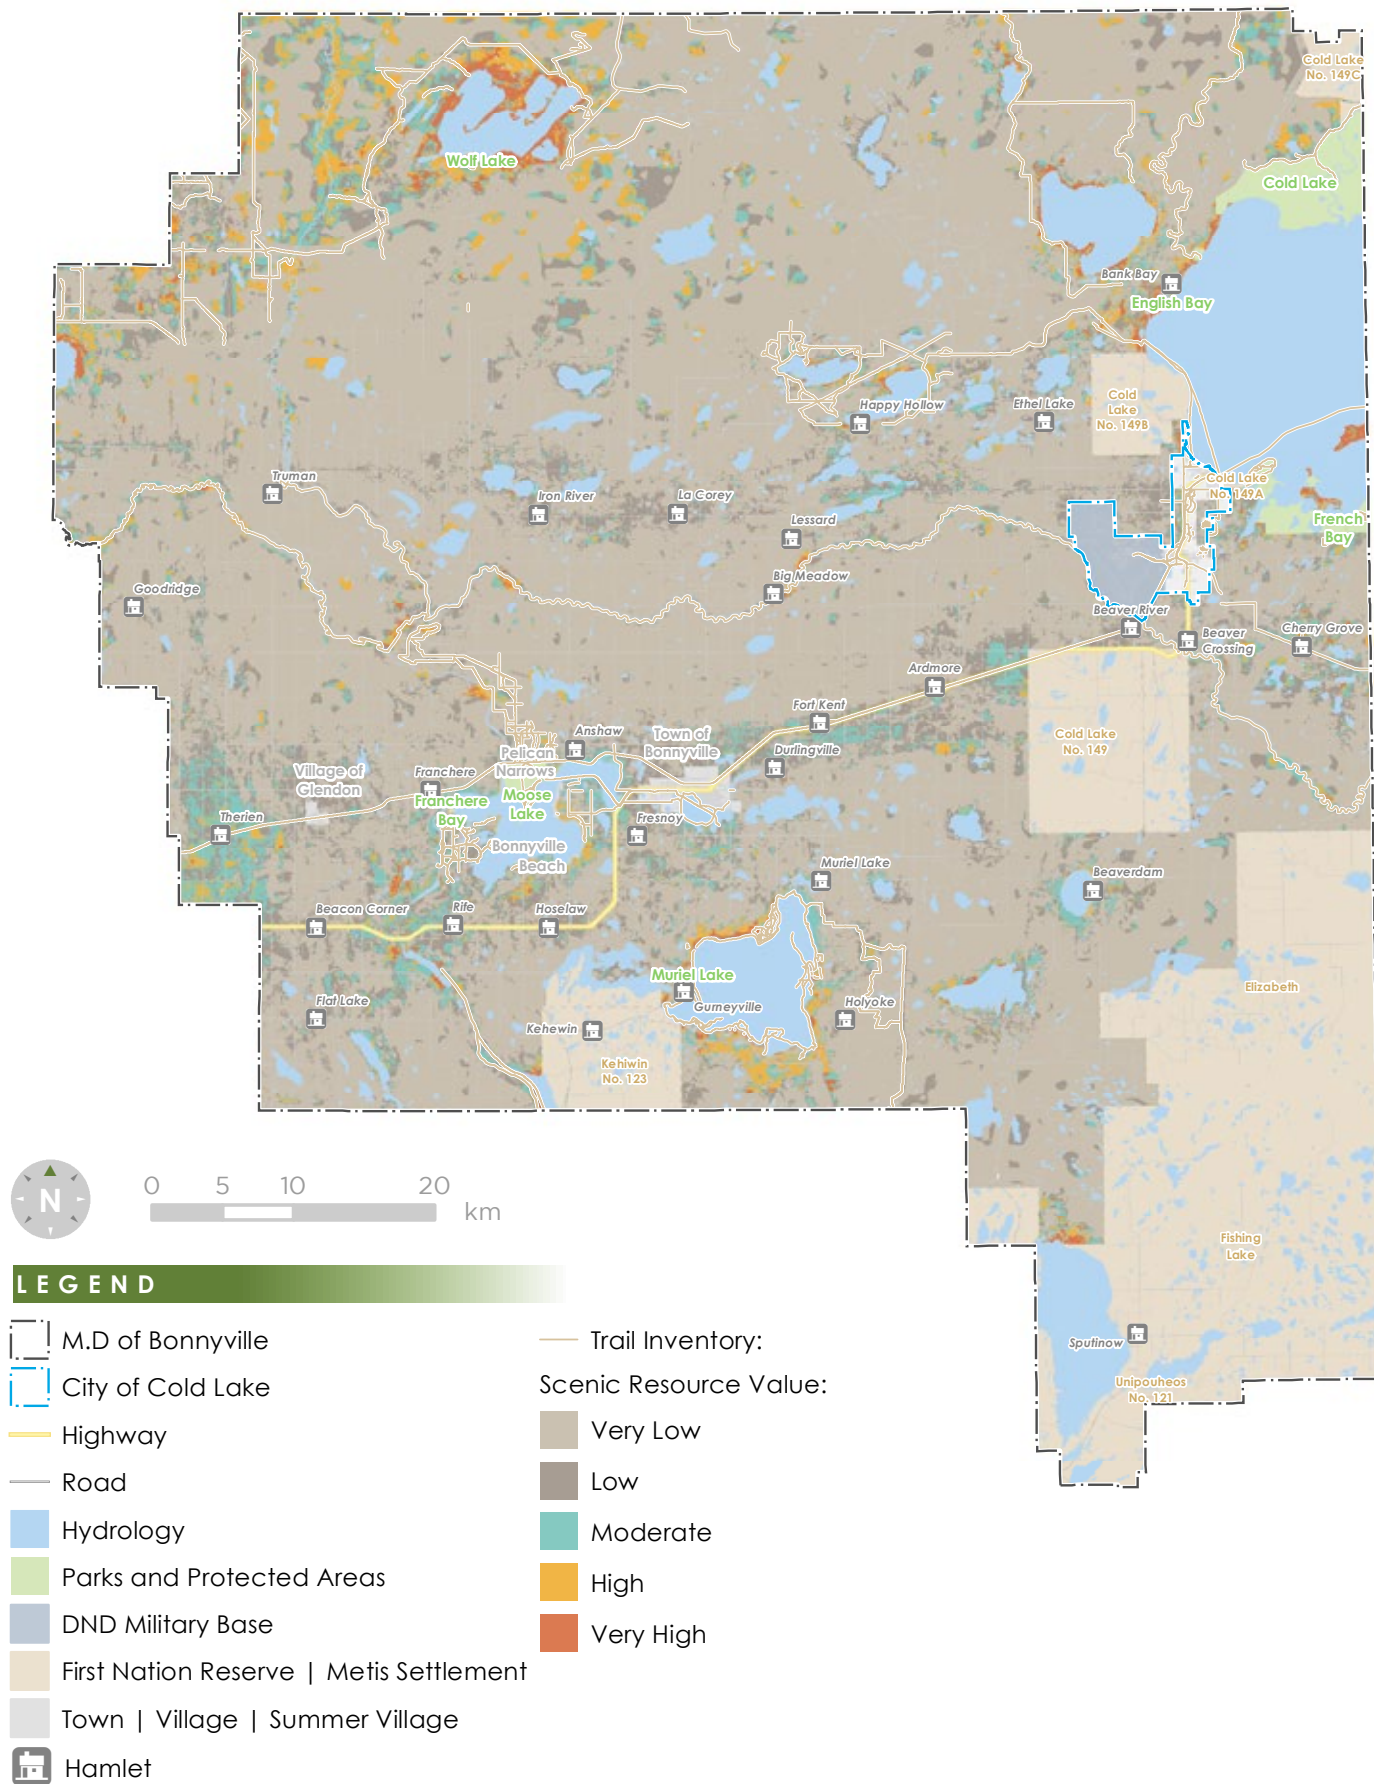 Cold Lake
No. 149C
Wolf Lake
Cold Lake
Bank Bay
English Bay
Happy Hollow
Ethel Lake
Cold
Lake
No. 149B
Truman
Iron River
La Corey
Cold Lake
No. 149A
Lessard
French
Bay
Big Meadow
Goodridge
Beaver River
Beaver
Crossing
Cherry Grove
Ardmore
Fort Kent
Anshaw
Town of
Bonnyville
Cold Lake
No. 149
Durlingville
Pelican
Narrows
Village of
Glendon
Franchere
Franchere
Bay
Moose
Lake
Therien
Fresnoy
Bonnyville
Beach
Muriel Lake
Beaverdam
Beacon Corner
Rife
Hoselaw
Muriel Lake
Elizabeth
Flat Lake
Gurneyville
Holyoke
Kehewin
Kehiwin
No. 123
N
0 5 10 20
km
Fishing
Lake
Sputinow
Unipouheos
No. 121
LEGEND
M.D of Bonnyville
City of Cold Lake
Highway
Road
Hydrology
Parks and Protected Areas
DND Military Base
First Nation Reserve | Metis Settlement
Town | Village | Summer Village
Hamlet
Trail Inventory:
Scenic Resource Value:
Very Low
Low
Moderate
High
Very High